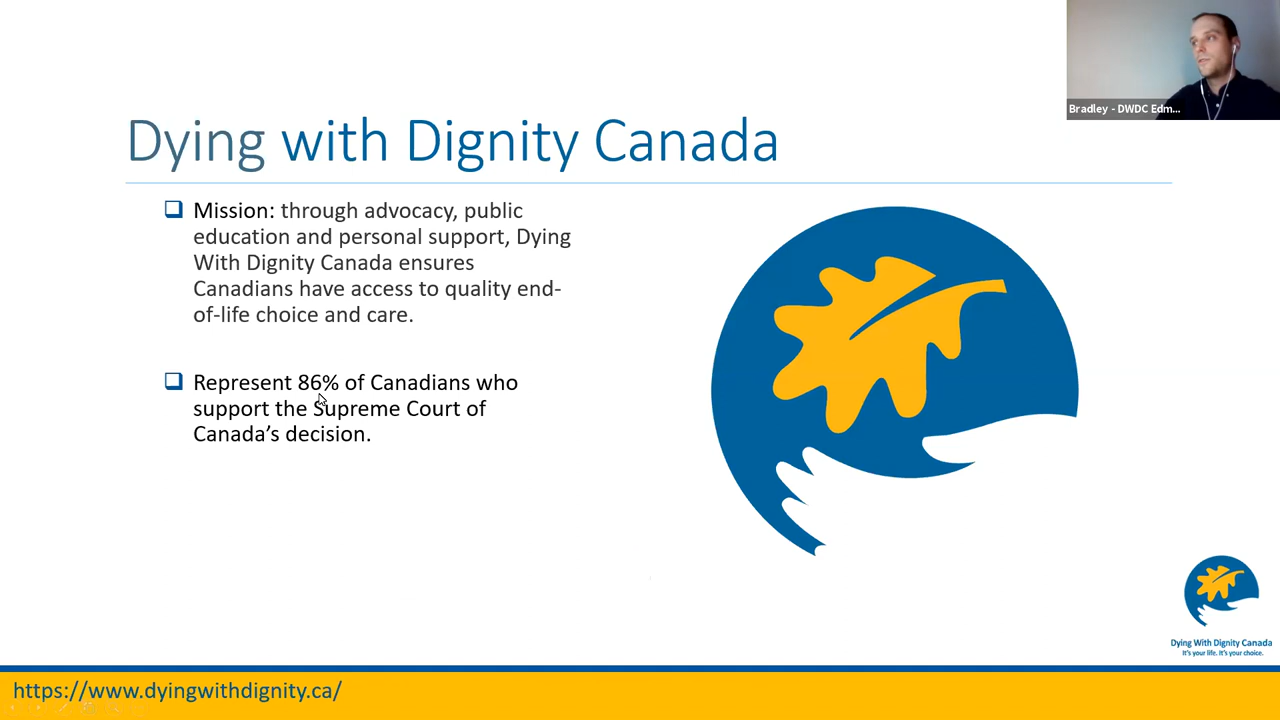 Bradley - DWDC Edm...
Dying with Dignity Canada
Mission: through advocacy, public
education and personal support, Dying
With Dignity Canada ensures
Canadians have access to quality end-
of-life choice and care.
Represent 86% of Canadians who
support the Supreme Court of
Canada's decision.
Dying With Dignity Canada
It's your life. It's your choice.
https://www.dyingwithdignity.ca/